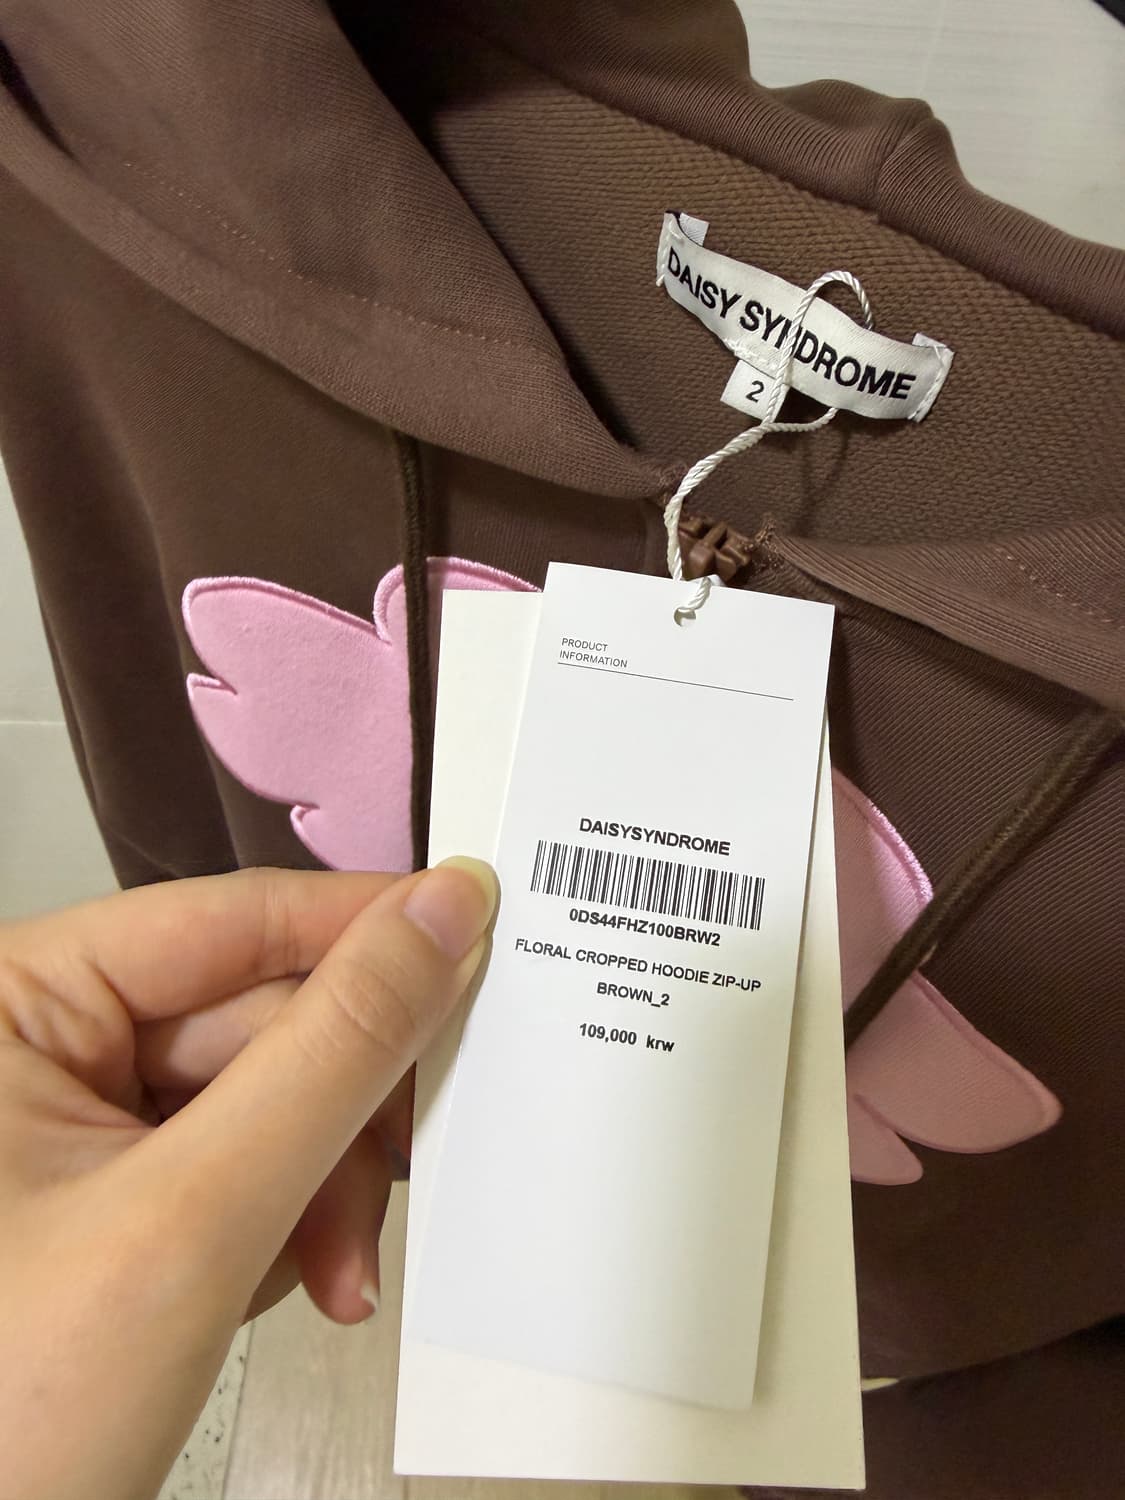 DAISY SYNDROME
2
PRODUCT
INFORMATION
DAISYSYNDROME
0DS44FHZ100BRW2
FLORAL CROPPED HOODIE ZIP-UP
BROWN_2
109,000 krw